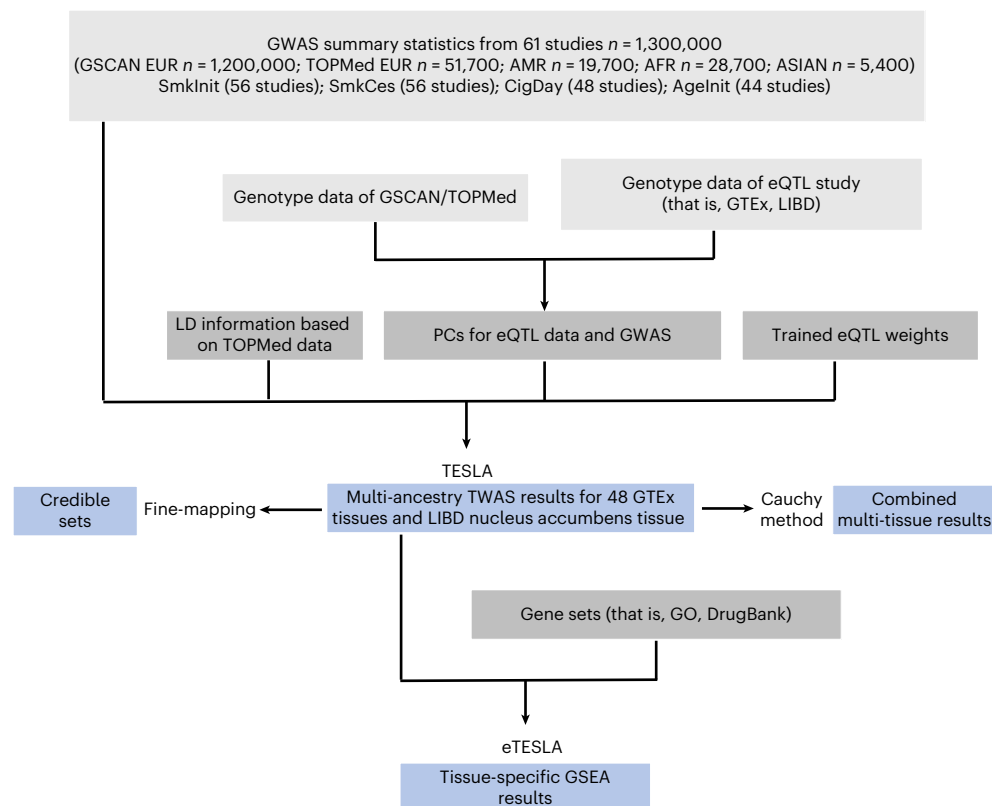 GWAS summary statistics from 61 studies n = 1,300,000
(GSCAN EUR n = 1,200,000; TOPMed EUR n = 51,700; AMR n = 19,700; AFR n = 28,700; ASIAN n = 5,400)
SmkInit (56 studies); SmkCes (56 studies); CigDay (48 studies); AgeInit (44 studies)
Genotype data of GSCAN/TOPMed
Genotype data of eQTL study
(that is, GTEx, LIBD)
LD information based
on TOPMed data
PCs for eQTL data and GWAS
Trained eQTL weights
TESLA
Credible
sets
Fine-mapping
Multi-ancestry TWAS results for 48 GTEx
tissues and LIBD nucleus accumbens tissue
Cauchy
method
Combined
multi-tissue results
Gene sets (that is, GO, DrugBank)
eTESLA
Tissue-specific GSEA
results